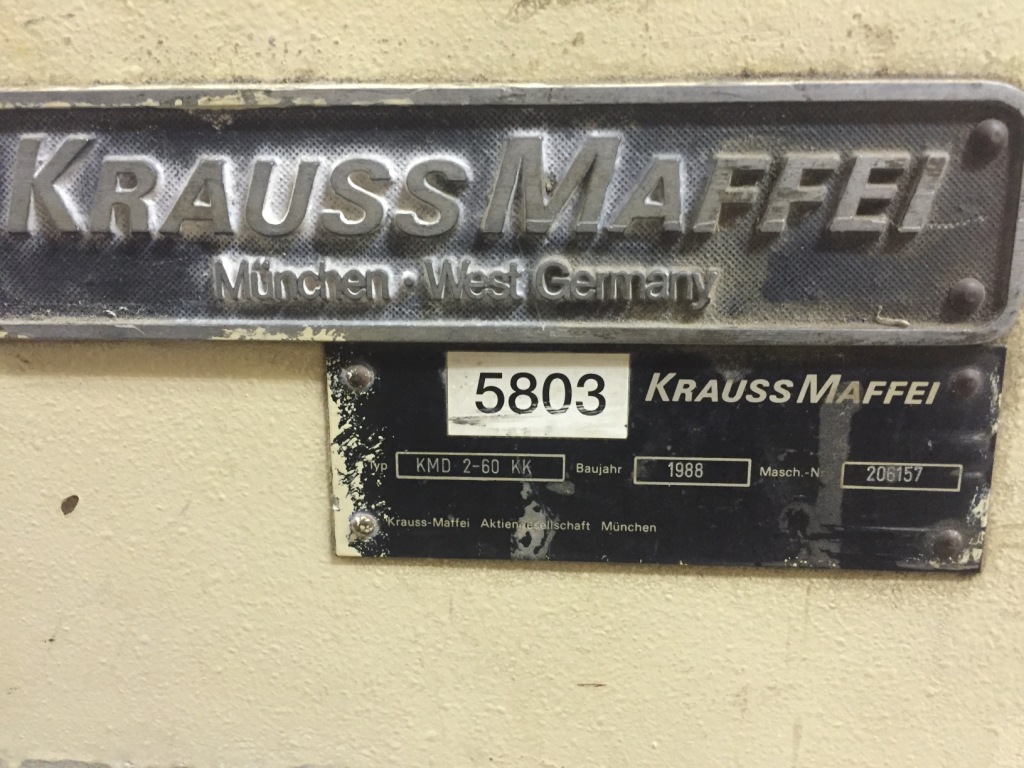 KRAUSS MAFFEI
München · West Germany
5803
KRAUSS MAFFEI
Typ KMD 2-60 KK Baujahr 1988 Masch.-Nr. 206157
Krauss-Maffei Aktiengesellschaft München